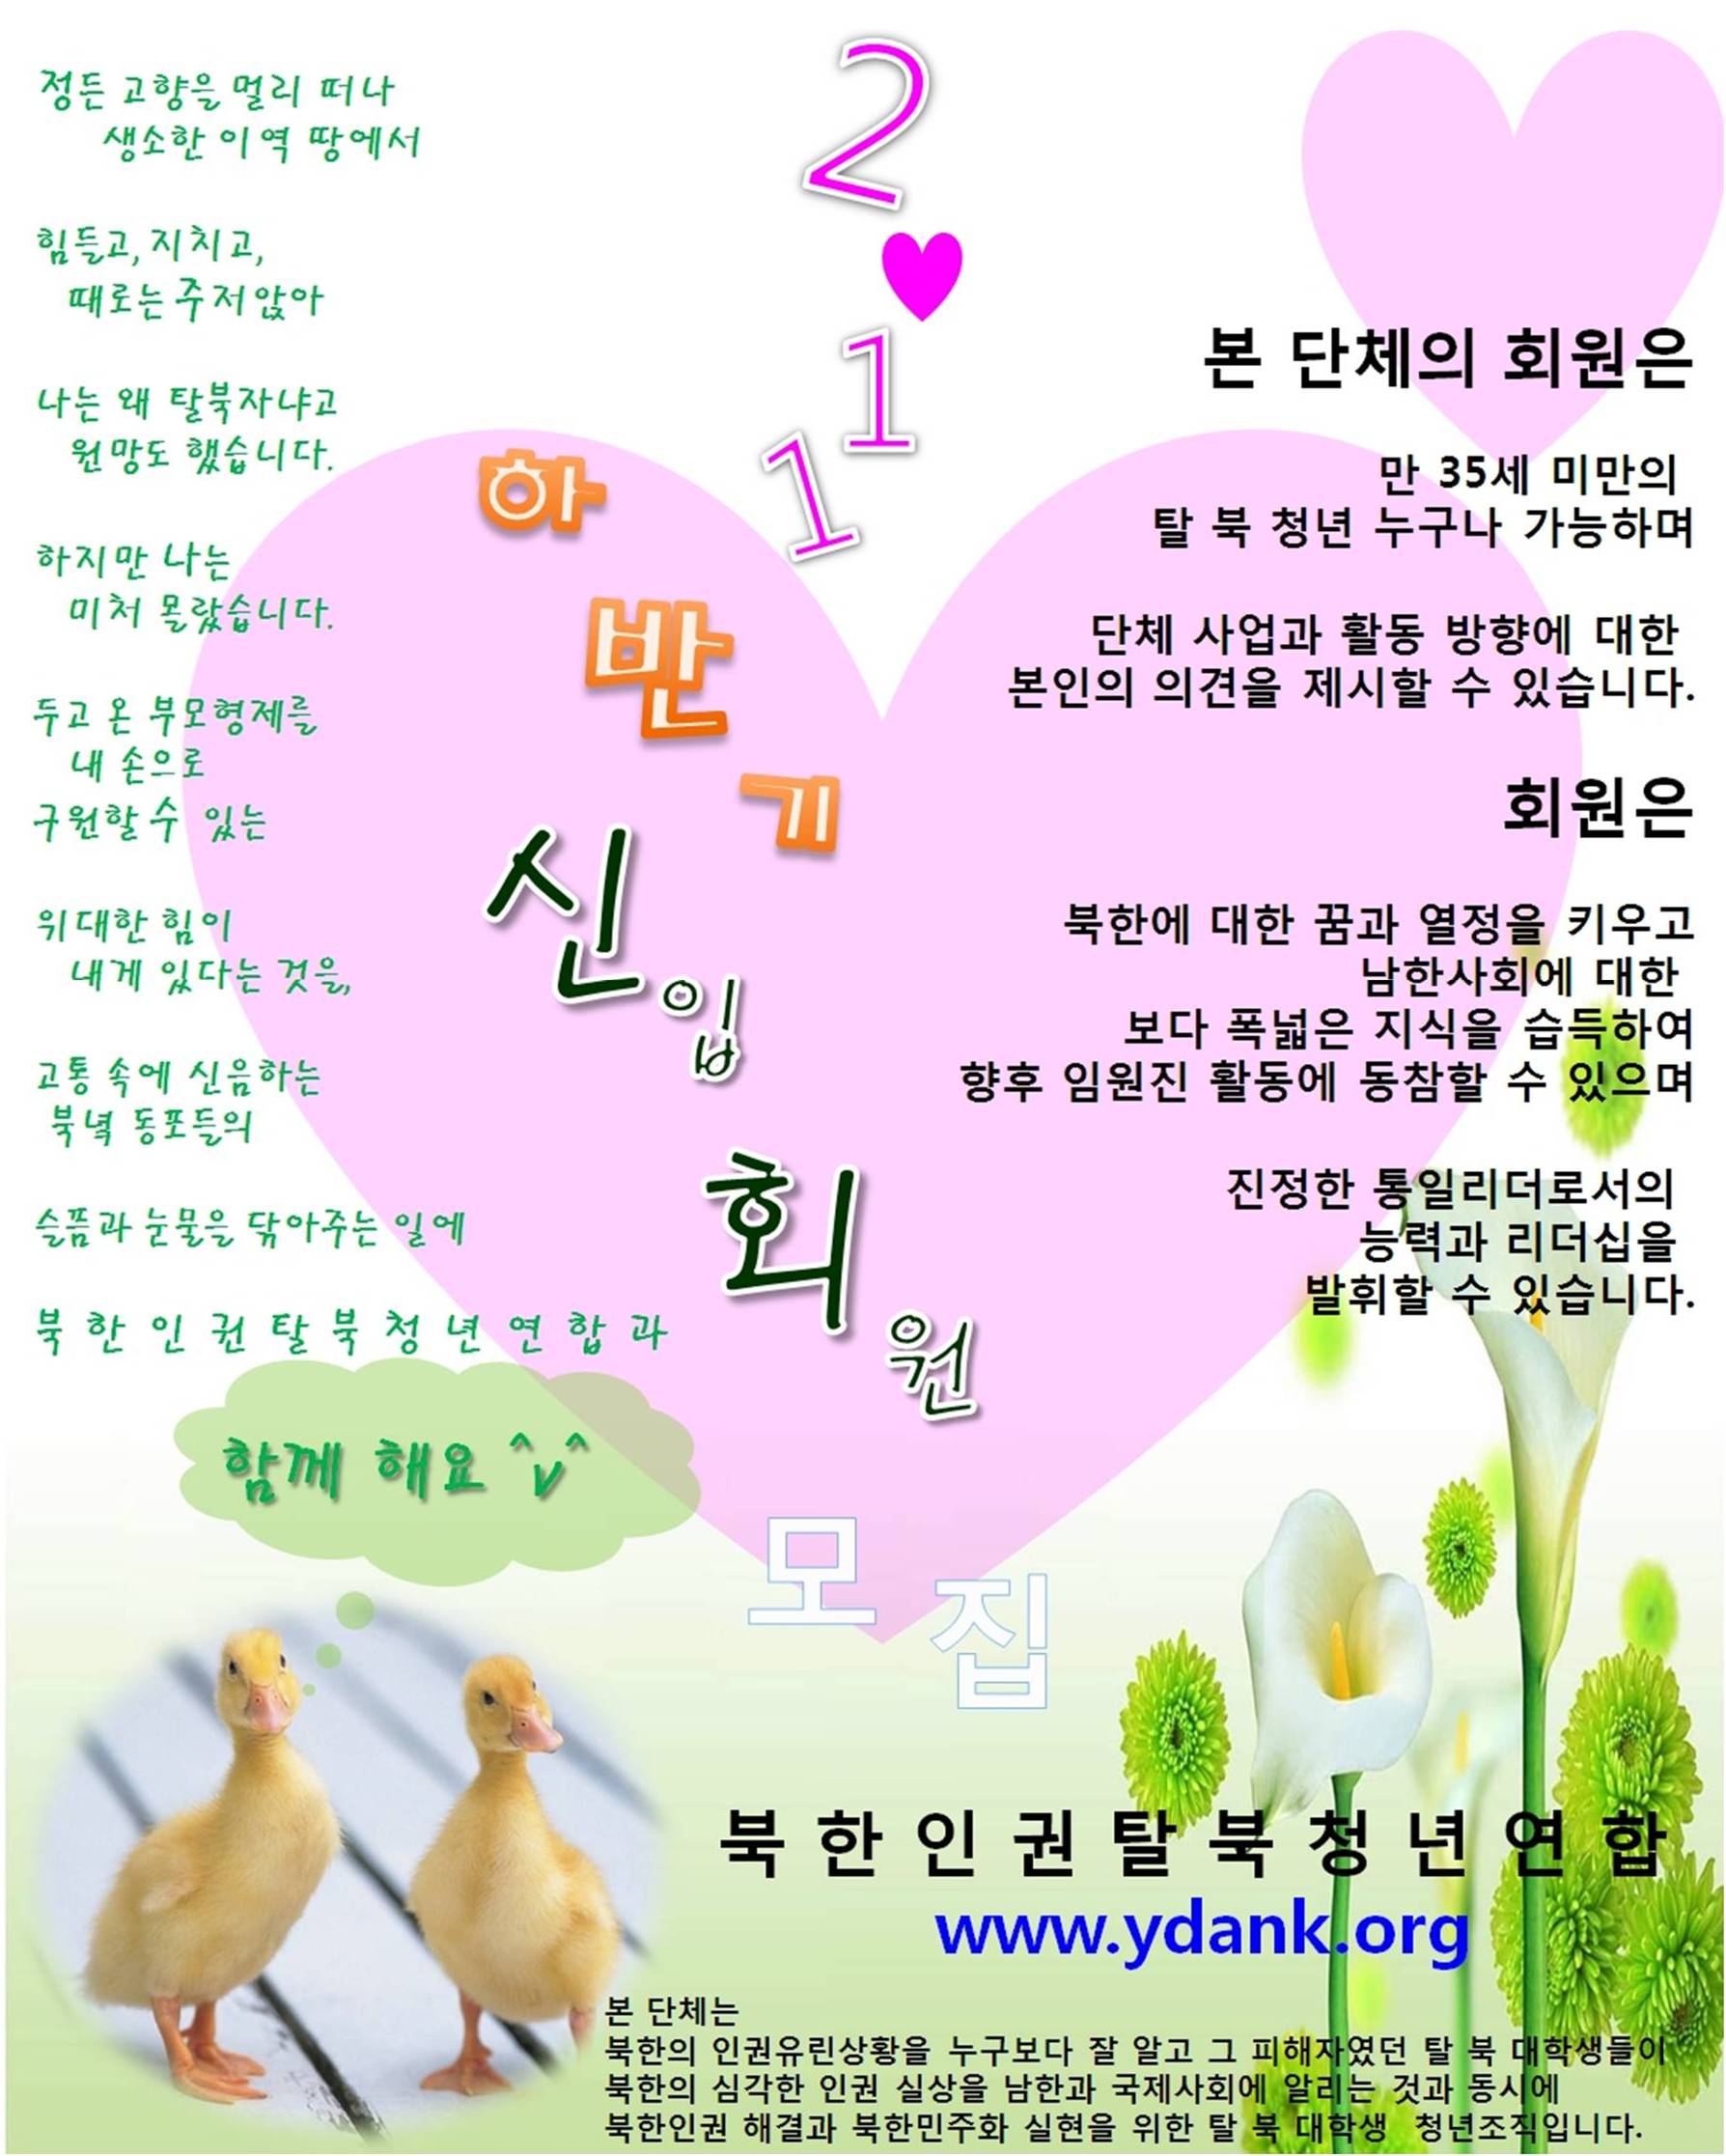 정든 고향을 멀리 떠나
생소한 이역 땅에서
힘들고, 지치고,
때로는 주저앉아
나는 왜 탈북자냐고
원망도 했습니다.
하지만 나는
미처 몰랐습니다.
두고 온 부모형제를
내 손으로
구원할 수 있는
위대한 힘이
내게 있다는 것을,
고통 속에 신음하는
북녘 동포들의
슬픔과 눈물을 닦아주는 일에
북 한 인 권 탈 북 청 년 연 합 과
함께 해요 ^v^
2♥11
하반기
신입
회원
모집
본 단체의 회원은
만 35세 미만의
탈 북 청년 누구나 가능하며
단체 사업과 활동 방향에 대한
본인의 의견을 제시할 수 있습니다.
회원은
북한에 대한 꿈과 열정을 키우고
남한사회에 대한
보다 폭넓은 지식을 습득하여
향후 임원진 활동에 동참할 수 있으며
진정한 통일리더로서의
능력과 리더십을
발휘할 수 있습니다.
북 한 인 권 탈 북 청 년 연 합
www.ydank.org
본 단체는
북한의 인권유린상황을 누구보다 잘 알고 그 피해자였던 탈 북 대학생들이
북한의 심각한 인권 실상을 남한과 국제사회에 알리는 것과 동시에
북한인권 해결과 북한민주화 실현을 위한 탈 북 대학생 청년조직입니다.